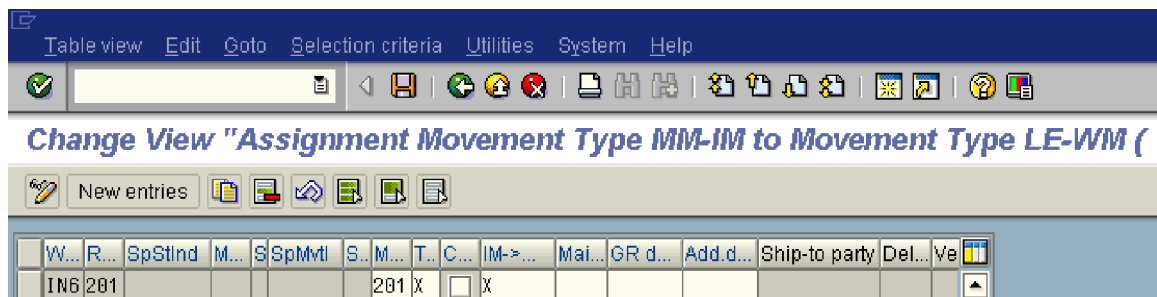 Table view Edit Goto Selection criteria Utilities System Help
Change View "Assignment Movement Type MM-IM to Movement Type LE-WM (
New entries
W... R... SpStInd M... S SpMvtI S.. M... T.. C... IM->... Mai... GR d... Add.d... Ship-to party Del... Ve
IN6 201 201 X X